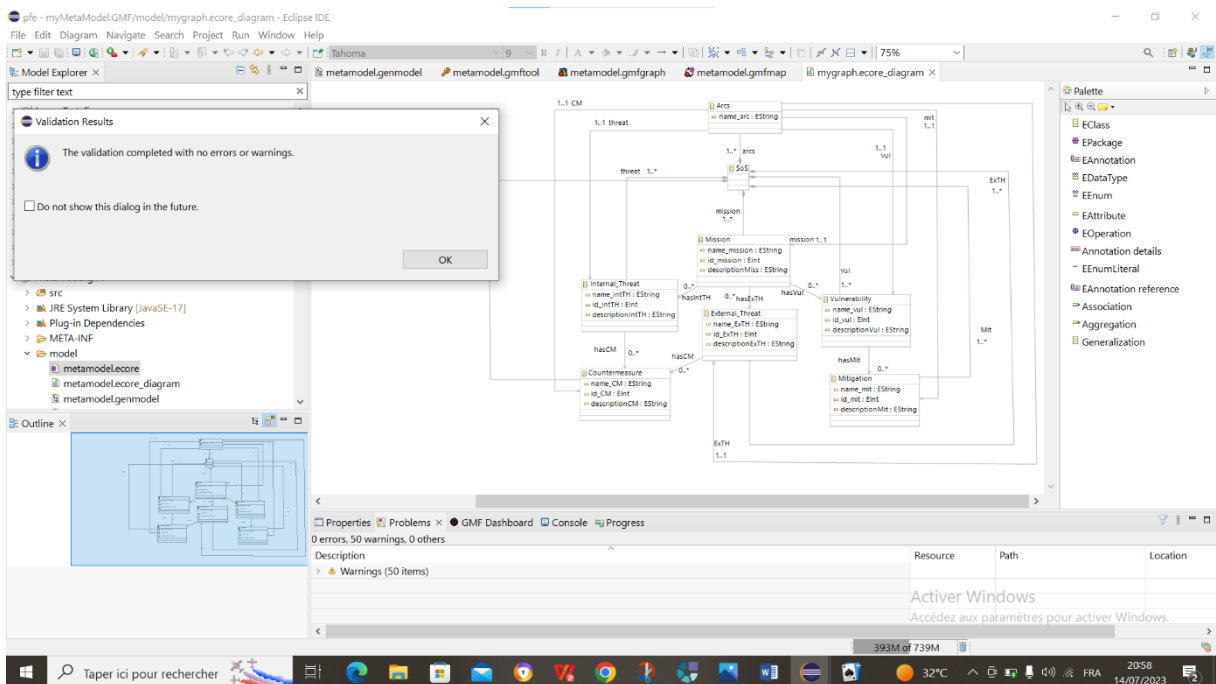 pfe - myMetaModel.GMF/model/mygraph.ecore_diagram - Eclipse IDE
File Edit Diagram Navigate Search Project Run Window Help
Tahoma 9 B I A 75%
Model Explorer
metamodel.genmodel metamodel.gmftool metamodel.gmfgraph metamodel.gmfmap mygraph.ecore_diagram
type filter text
Validation Results
The validation completed with no errors or warnings.
Do not show this dialog in the future.
OK
src
JRE System Library [JavaSE-17]
Plug-in Dependencies
META-INF
model
metamodel.ecore
metamodel.ecore_diagram
metamodel.genmodel
Outline
1..1 CM
1..1 threat
Arcs
name_arc : EString
mit
1..1
1..* arcs
1..1
vul
threat 1..*
SoS
ExTH
1..*
mission
1..*
Mission
name_mission : EString
id_mission : EInt
descriptionMiss : EString
mission 1..1
vul
1..*
Internal_Threat
name_intTH : EString
id_intTH : EInt
descriptionIntTH : EString
0..*
hasIntTH
0..*
hasExTH
hasVul
0..*
External_Threat
name_ExTH : EString
id_ExTH : EInt
descriptionExTH : EString
Vulnerability
name_vul : EString
id_vul : EInt
descriptionVul : EString
Mit
1..*
hasCM
0..*
hasCM
0..*
hasMit
0..*
Countermeasure
name_CM : EString
id_CM : EInt
descriptionCM : EString
Mitigation
name_mit : EString
id_mit : EInt
descriptionMit : EString
ExTH
1..1
Palette
EClass
EPackage
EAnnotation
EDataType
EEnum
EAttribute
EOperation
Annotation details
EEnumLiteral
EAnnotation reference
Association
Aggregation
Generalization
Properties Problems GMF Dashboard Console Progress
0 errors, 50 warnings, 0 others
Description Resource Path Location
Warnings (50 items)
Activer Windows
Accédez aux paramètres pour activer Windows.
393M of 739M
Taper ici pour rechercher
32°C FRA 20:58
14/07/2023